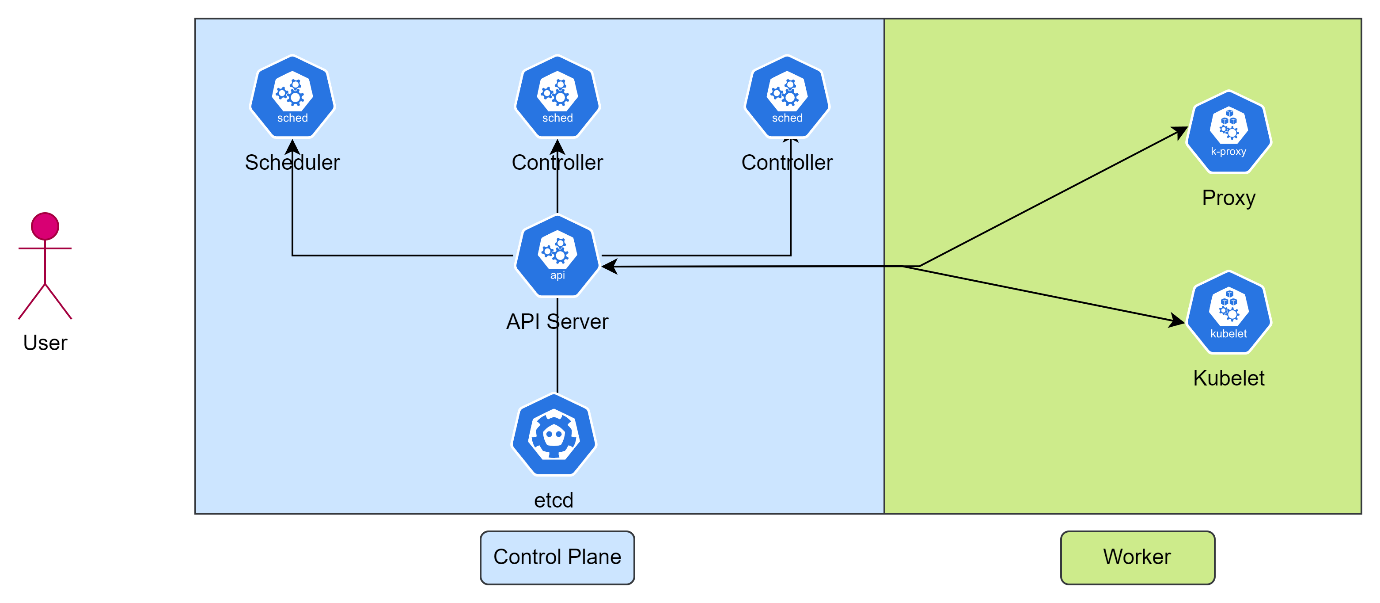 sched
sched
sched
Scheduler
Controller
Controller
k-proxy
Proxy
api
API Server
User
kubelet
Kubelet
etcd
Control Plane
Worker